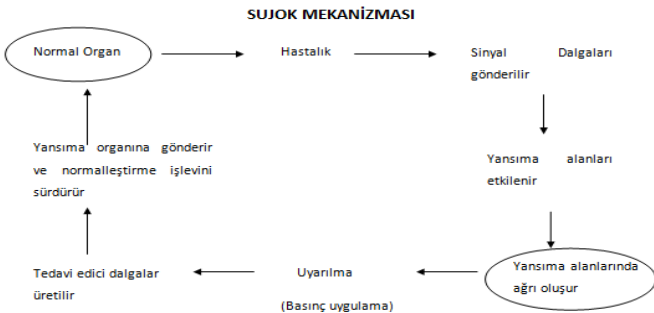 SUJOK MEKANİZMASI
Normal Organ
Hastalık
Sinyal Dalgaları
gönderilir
Yansıma alanları
etkilenir
Yansıma alanlarında
ağrı oluşur
Uyarılma
(Basınç uygulama)
Tedavi edici dalgalar
üretilir
Yansıma organına gönderir
ve normalleştirme işlevini
sürdürür